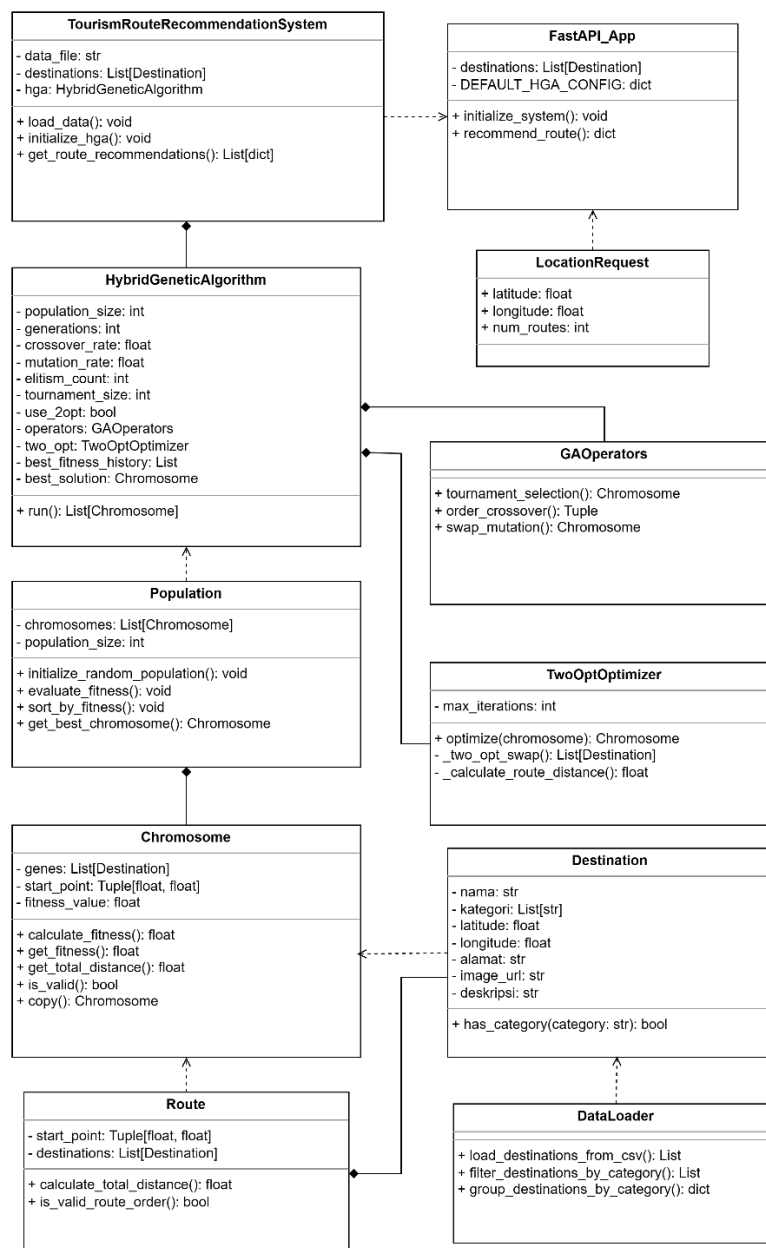 TourismRouteRecommendationSystem
- data_file: str
- destinations: List[Destination]
- hga: HybridGeneticAlgorithm
+ load_data(): void
+ initialize_hga(): void
+ get_route_recommendations(): List[dict]
FastAPI_App
- destinations: List[Destination]
- DEFAULT_HGA_CONFIG: dict
+ initialize_system(): void
+ recommend_route(): dict
LocationRequest
+ latitude: float
+ longitude: float
+ num_routes: int
HybridGeneticAlgorithm
- population_size: int
- generations: int
- crossover_rate: float
- mutation_rate: float
- elitism_count: int
- tournament_size: int
- use_2opt: bool
- operators: GAOperators
- two_opt: TwoOptOptimizer
- best_fitness_history: List
- best_solution: Chromosome
+ run(): List[Chromosome]
GAOperators
+ tournament_selection(): Chromosome
+ order_crossover(): Tuple
+ swap_mutation(): Chromosome
Population
- chromosomes: List[Chromosome]
- population_size: int
+ initialize_random_population(): void
+ evaluate_fitness(): void
+ sort_by_fitness(): void
+ get_best_chromosome(): Chromosome
TwoOptOptimizer
- max_iterations: int
+ optimize(chromosome): Chromosome
- _two_opt_swap(): List[Destination]
- _calculate_route_distance(): float
Chromosome
- genes: List[Destination]
- start_point: Tuple[float, float]
- fitness_value: float
+ calculate_fitness(): float
+ get_fitness(): float
+ get_total_distance(): float
+ is_valid(): bool
+ copy(): Chromosome
Destination
- nama: str
- kategori: List[str]
- latitude: float
- longitude: float
- alamat: str
- image_url: str
- deskripsi: str
+ has_category(category: str): bool
Route
- start_point: Tuple[float, float]
- destinations: List[Destination]
+ calculate_total_distance(): float
+ is_valid_route_order(): bool
DataLoader
+ load_destinations_from_csv(): List
+ filter_destinations_by_category(): List
+ group_destinations_by_category(): dict